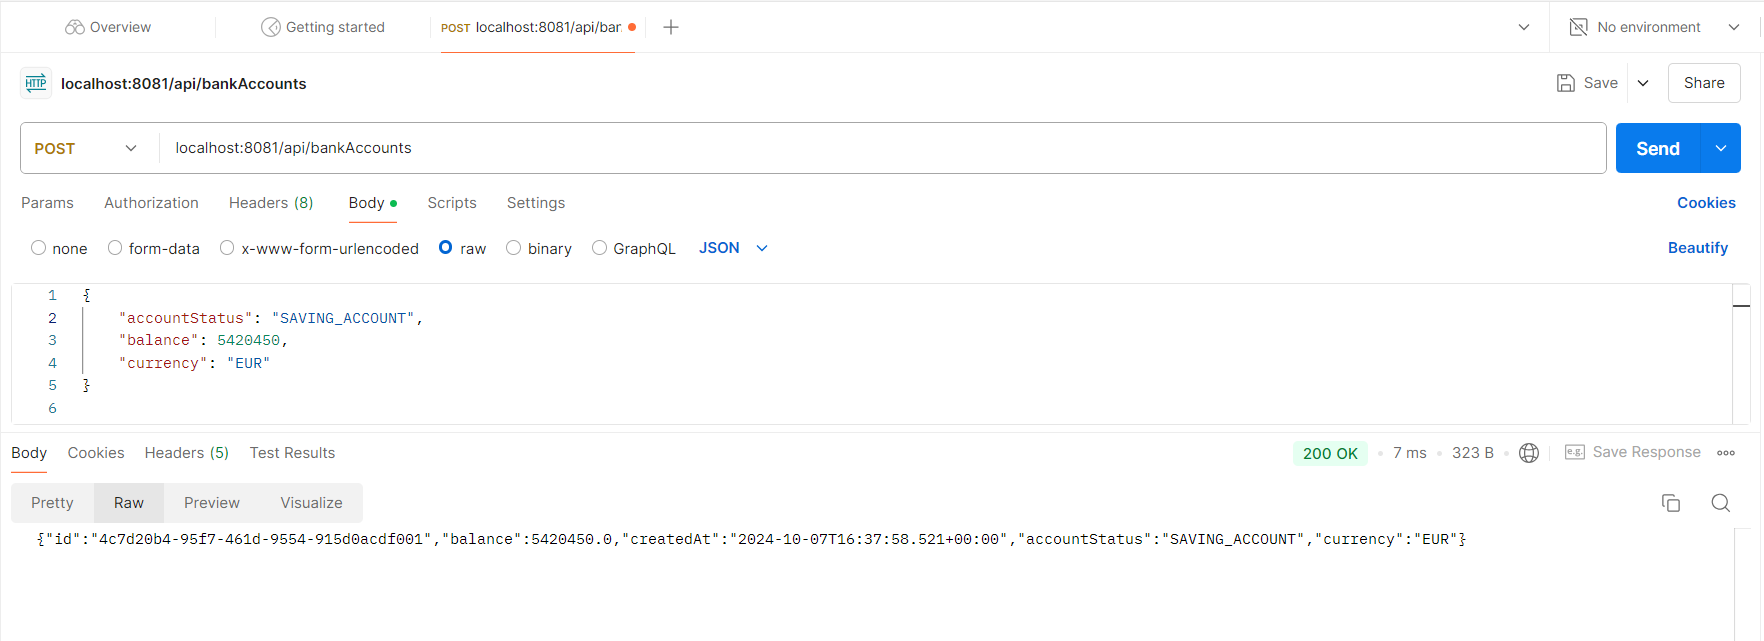 Overview Getting started POST localhost:8081/api/ban No environment
HTTP localhost:8081/api/bankAccounts Save Share
POST localhost:8081/api/bankAccounts Send
Params Authorization Headers (8) Body Scripts Settings Cookies
none form-data x-www-form-urlencoded raw binary GraphQL JSON Beautify
1 {
2 "accountStatus": "SAVING_ACCOUNT",
3 "balance": 5420450,
4 "currency": "EUR"
5 }
6
Body Cookies Headers (5) Test Results 200 OK 7 ms 323 B e.g. Save Response
Pretty Raw Preview Visualize
{"id":"4c7d20b4-95f7-461d-9554-915d0acdf001","balance":5420450.0,"createdAt":"2024-10-07T16:37:58.521+00:00","accountStatus":"SAVING_ACCOUNT","currency":"EUR"}